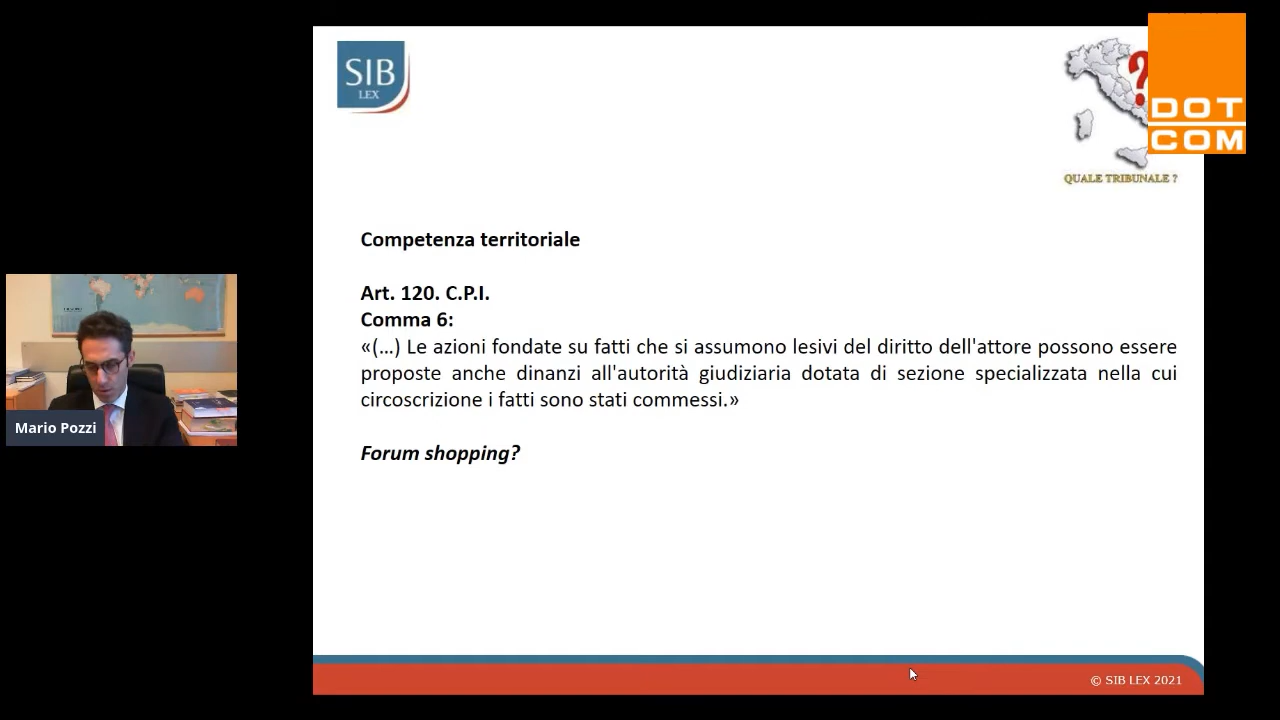 SIB
LEX
DOT
COM
QUALE TRIBUNALE ?
Competenza territoriale
Art. 120. C.P.I.
Comma 6:
«(…) Le azioni fondate su fatti che si assumono lesivi del diritto dell'attore possono essere
proposte anche dinanzi all'autorità giudiziaria dotata di sezione specializzata nella cui
circoscrizione i fatti sono stati commessi.»
Forum shopping?
Mario Pozzi
© SIB LEX 2021